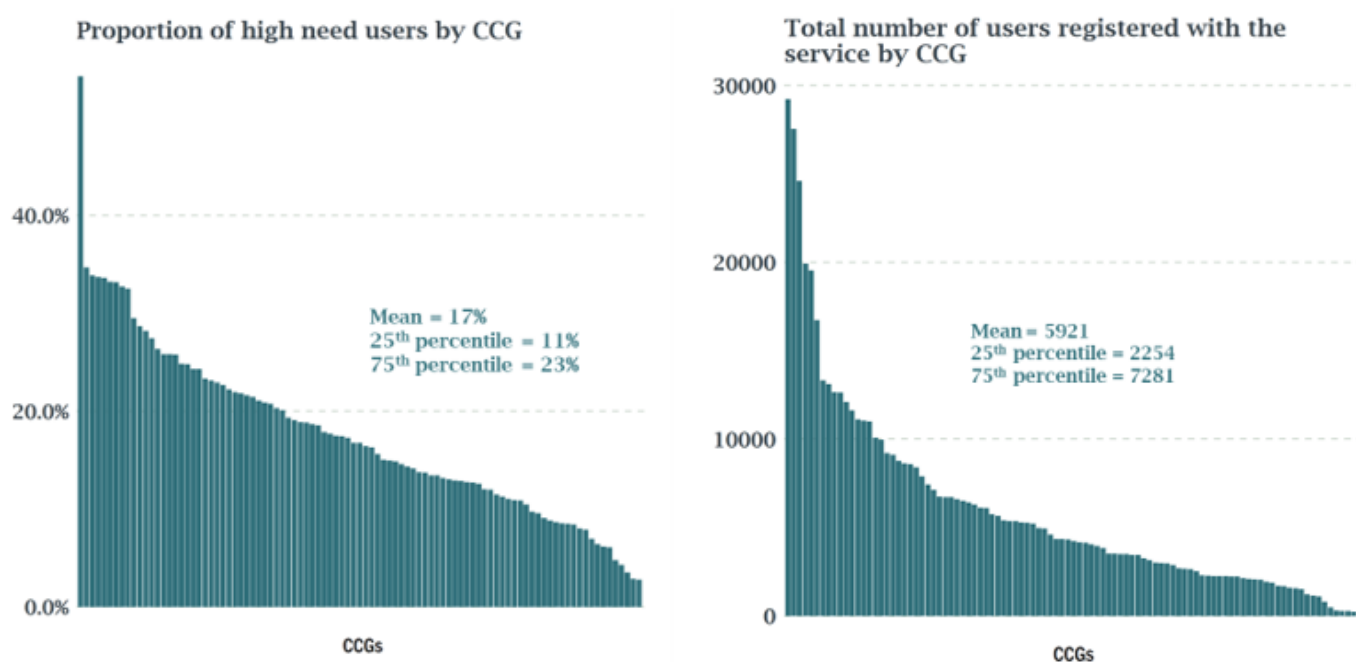 Proportion of high need users by CCG
40.0%
20.0%
0.0%
Mean = 17%
25th percentile = 11%
75th percentile = 23%
CCGs
Total number of users registered with the
service by CCG
30000
20000
10000
0
Mean = 5921
25th percentile = 2254
75th percentile = 7281
CCGs